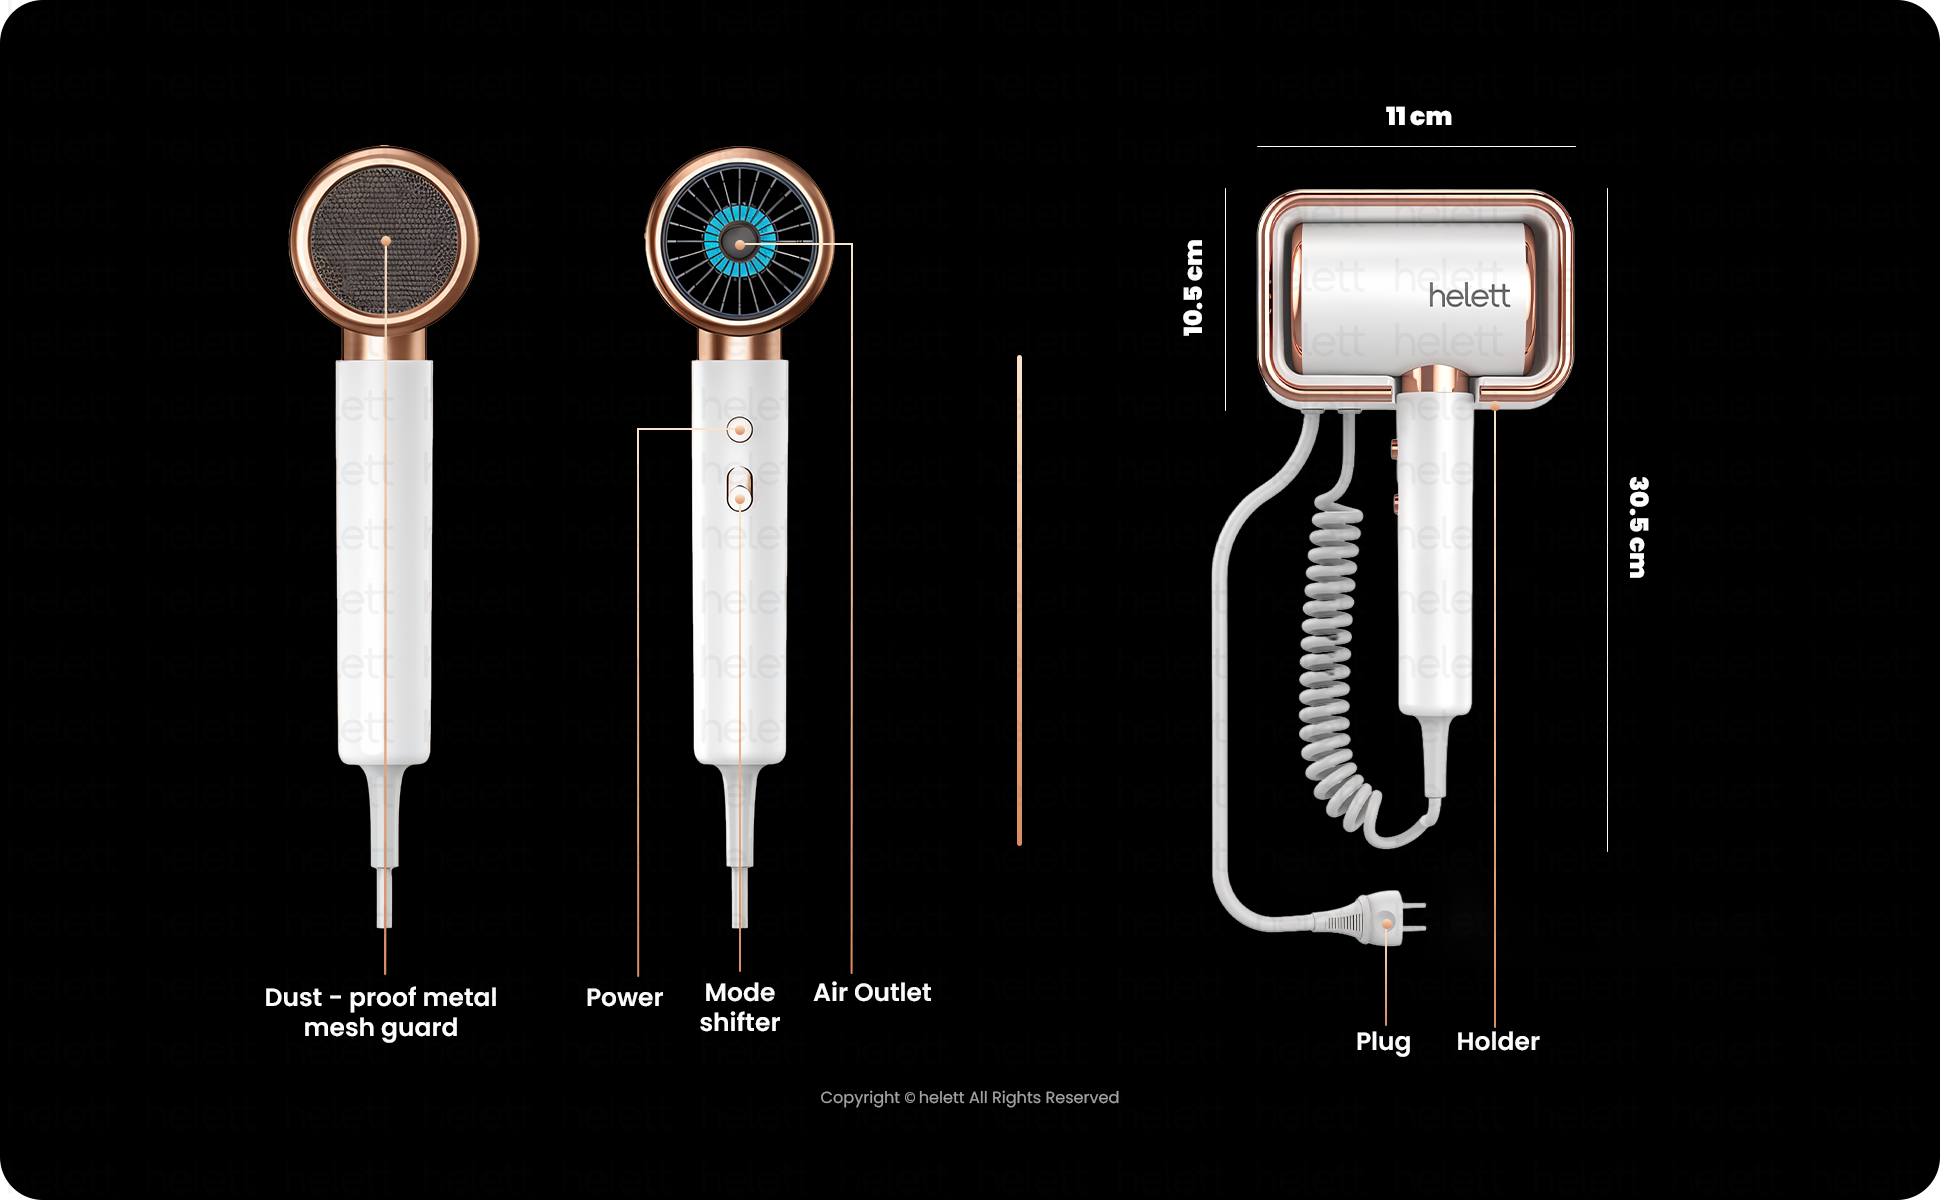 11 cm
10.5 cm
helett
30.5 cm
Dust - proof metal
mesh guard
Power
Mode
shifter
Air Outlet
Plug
Holder
Copyright © helett All Rights Reserved